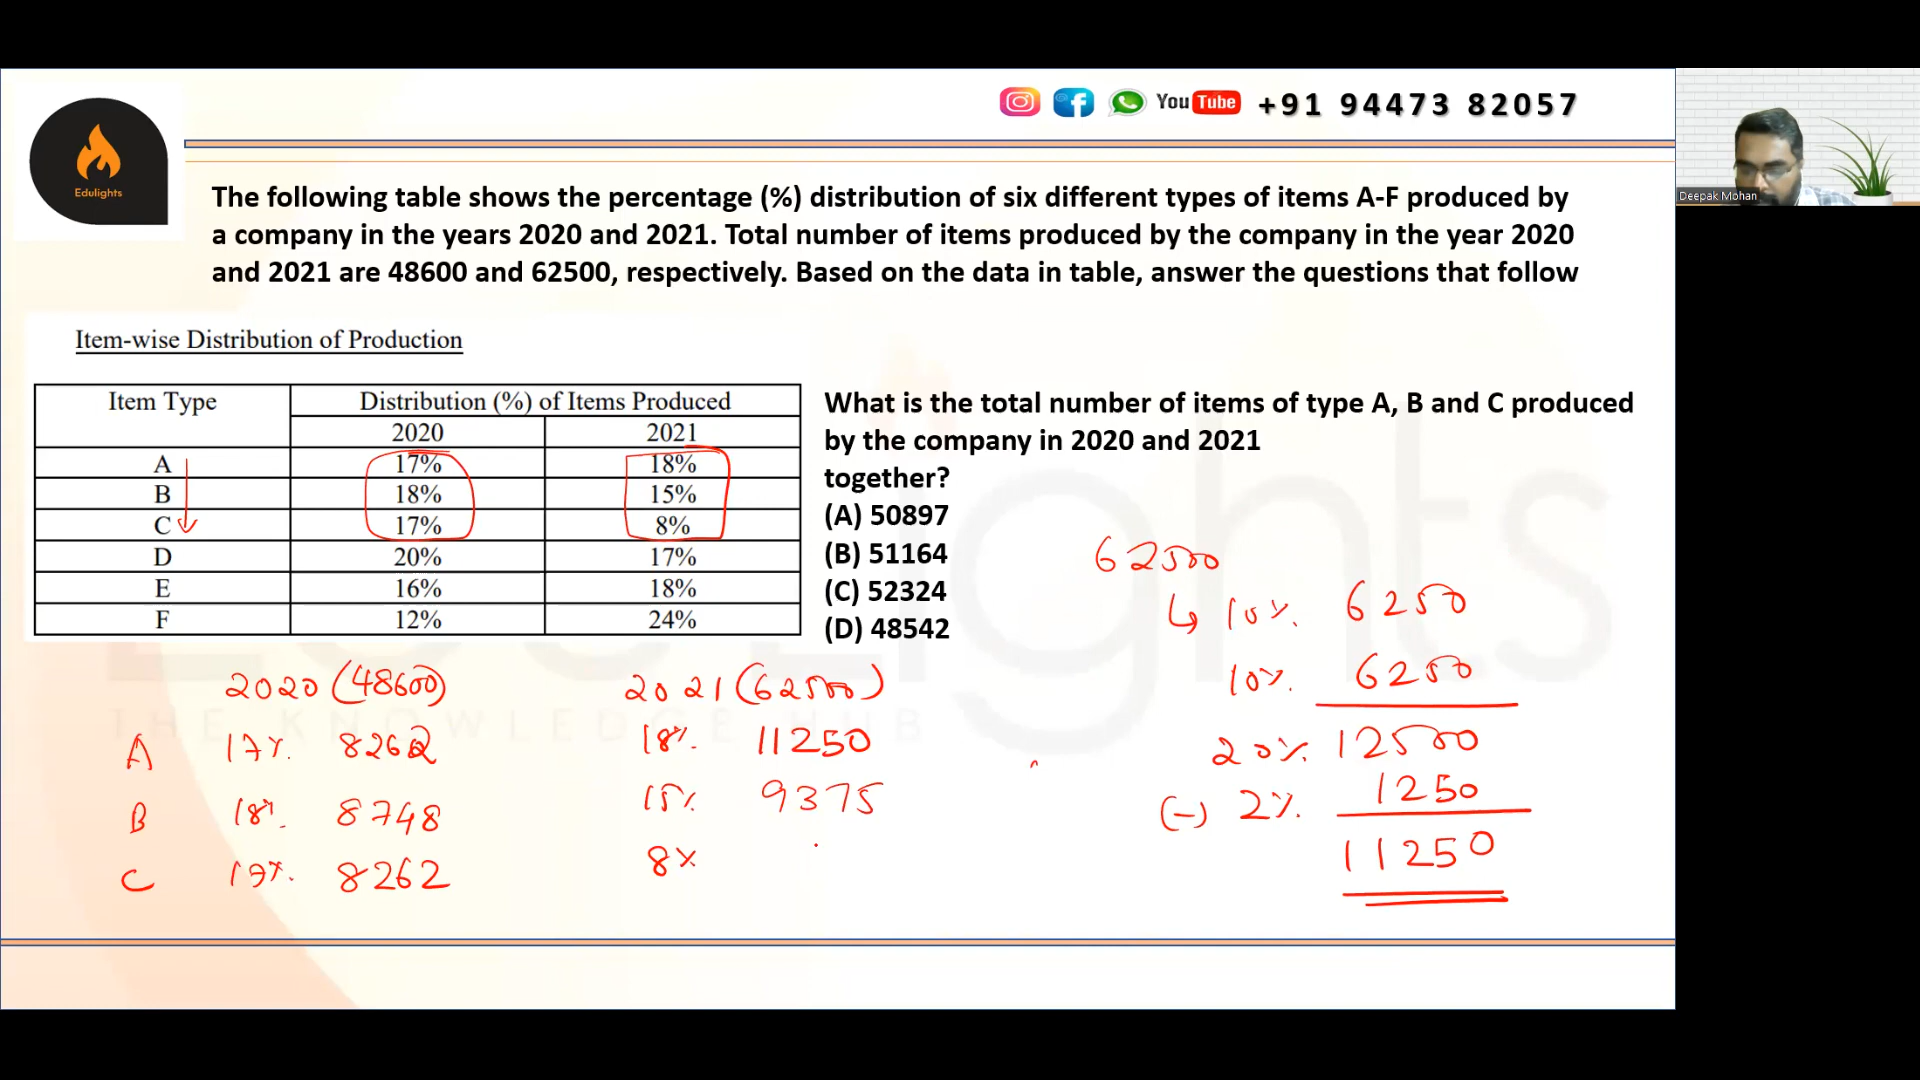 You Tube +91 94473 82057
Edulights
Deepak Mohan
The following table shows the percentage (%) distribution of six different types of items A-F produced by
a company in the years 2020 and 2021. Total number of items produced by the company in the year 2020
and 2021 are 48600 and 62500, respectively. Based on the data in table, answer the questions that follow
Item-wise Distribution of Production
Item Type Distribution (%) of Items Produced
2020 2021
A 17% 18%
B 18% 15%
C 17% 8%
D 20% 17%
E 16% 18%
F 12% 24%
What is the total number of items of type A, B and C produced
by the company in 2020 and 2021
together?
(A) 50897
(B) 51164
(C) 52324
(D) 48542
2020 (48600) 2021 (62500)
A 17% 8262 18% 11250
B 18% 8748 15% 9375
C 17% 8262 8%
62500
10% 6250
10% 6250
20% 12500
(-) 2% 1250
11250
THE KNOWLEDGE HUB